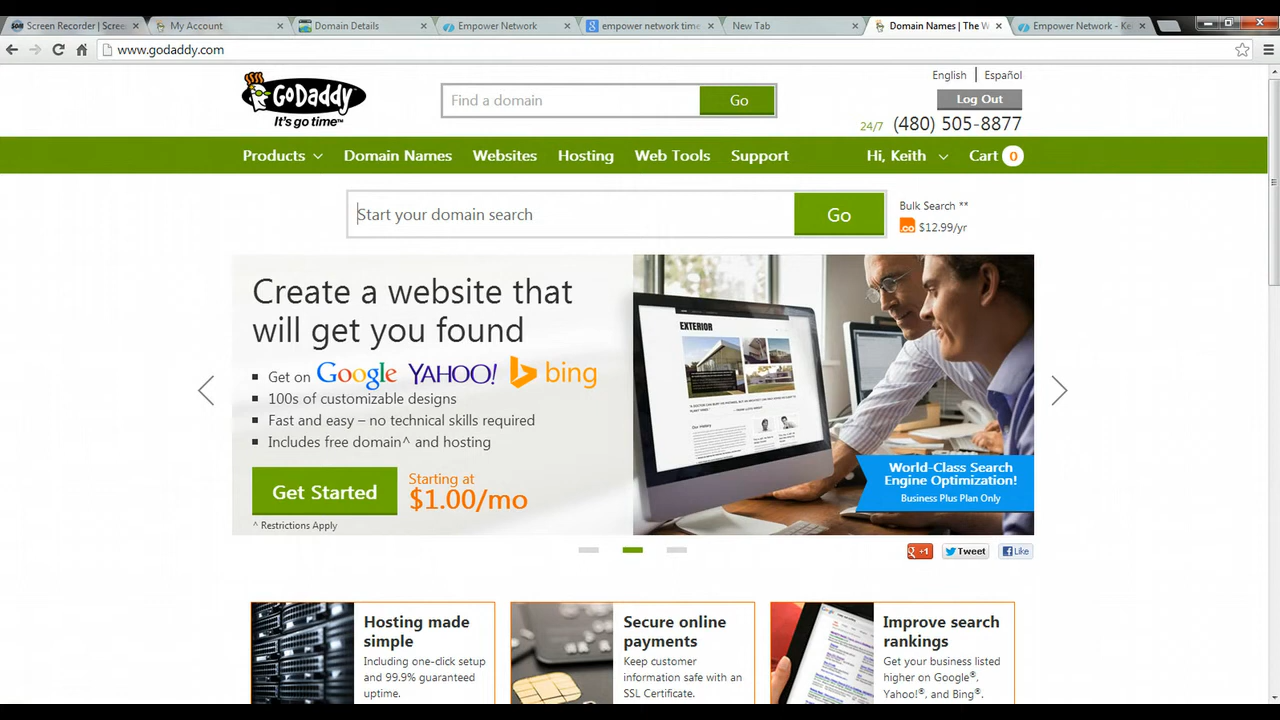 Screen Recorder | Scree
My Account
Domain Details
Empower Network
empower network time
New Tab
Domain Names | The W
Empower Network - Ke
www.godaddy.com
English | Español
GoDaddy
It's go time™
Find a domain
Go
Log Out
24/7 (480) 505-8877
Products
Domain Names
Websites
Hosting
Web Tools
Support
Hi, Keith
Cart 0
Start your domain search
Go
Bulk Search **
.co $12.99/yr
Create a website that
will get you found
Get on Google YAHOO! bing
100s of customizable designs
Fast and easy – no technical skills required
Includes free domain^ and hosting
Get Started
Starting at
$1.00/mo
^ Restrictions Apply
EXTERIOR
World-Class Search
Engine Optimization!
Business Plus Plan Only
+1
Tweet
Like
Hosting made
simple
Including one-click setup
and 99.9% guaranteed
uptime.
Secure online
payments
Keep customer
information safe with an
SSL Certificate.
Improve search
rankings
Get your business listed
higher on Google®,
Yahoo!®, and Bing®.